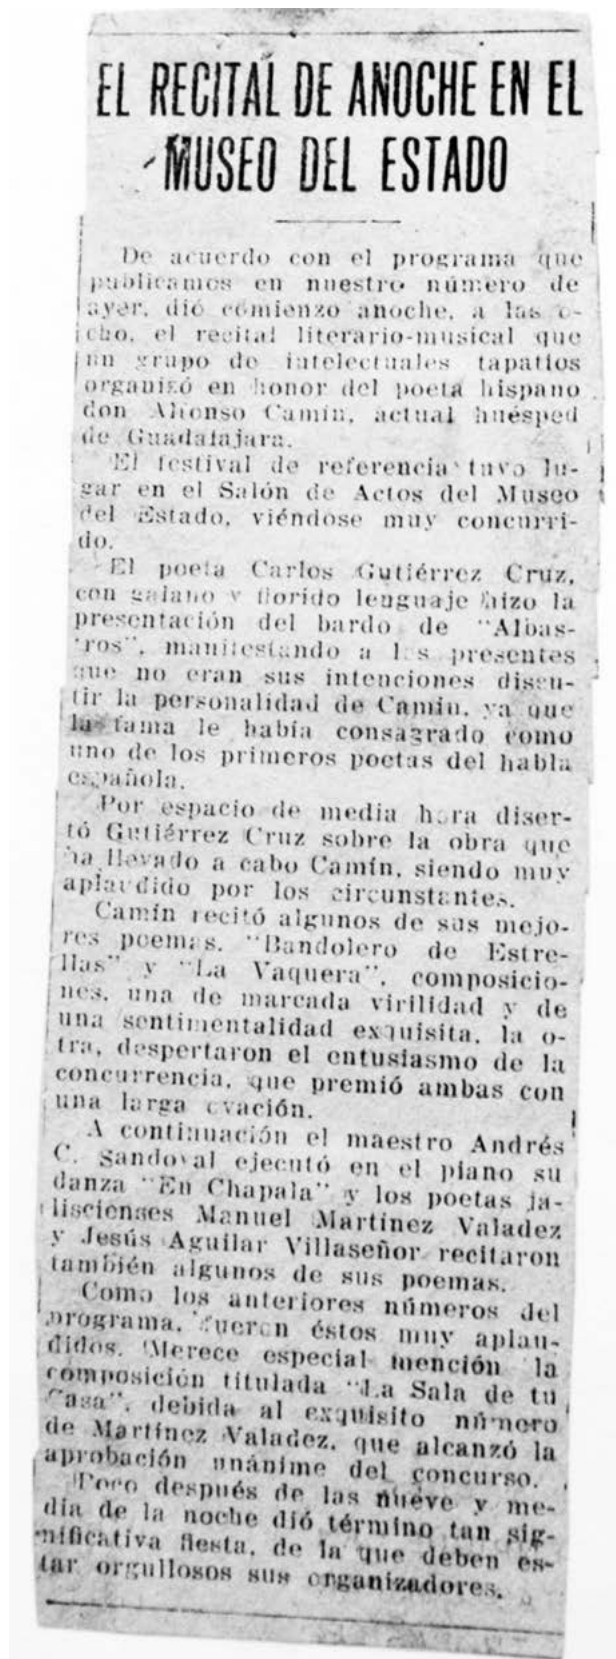 EL RECITAL DE ANOCHE EN EL
MUSEO DEL ESTADO
De acuerdo con el programa que
publicamos en nuestro número de
ayer, dió comienzo anoche, a las o-
cho, el recital literario-musical que
un grupo de intelectuales tapatíos
organizó en honor del poeta hispano
don Alfonso Camín, actual huésped
de Guadalajara.
El festival de referencia tuvo lu-
gar en el Salón de Actos del Museo
del Estado, viéndose muy concurri-
do.
El poeta Carlos Gutiérrez Cruz,
con galano y florido lenguaje hizo la
presentación del bardo de "Albas-
tros", manifestando a los presentes
que no eran sus intenciones discu-
tir la personalidad de Camín, ya que
la fama le había consagrado como
uno de los primeros poetas del habla
española.
Por espacio de media hora diser-
tó Gutiérrez Cruz sobre la obra que
ha llevado a cabo Camín, siendo muy
aplaudido por los circunstantes.
Camín recitó algunos de sus mejo-
res poemas. "Bandolero de Estre-
llas" y "La Vaquera", composicio-
nes, una de marcada virilidad y de
una sentimentalidad exquisita, la o-
tra, despertaron el entusiasmo de la
concurrencia, que premió ambas con
una larga ovación.
A continuación el maestro Andrés
C. Sandoval ejecutó en el piano su
danza "En Chapala" y los poetas ja-
liscienses Manuel Martínez Valadez
y Jesús Aguilar Villaseñor recitaron
también algunos de sus poemas.
Como los anteriores números del
programa, fueron éstos muy aplau-
didos. Merece especial mención la
composición titulada "La Sala de tu
Casa", debida al exquisito número
de Martínez Valadez, que alcanzó la
aprobación unánime del concurso.
Poco después de las nueve y me-
dia de la noche dió término tan sig-
nificativa fiesta, de la que deben es-
tar orgullosos sus organizadores.